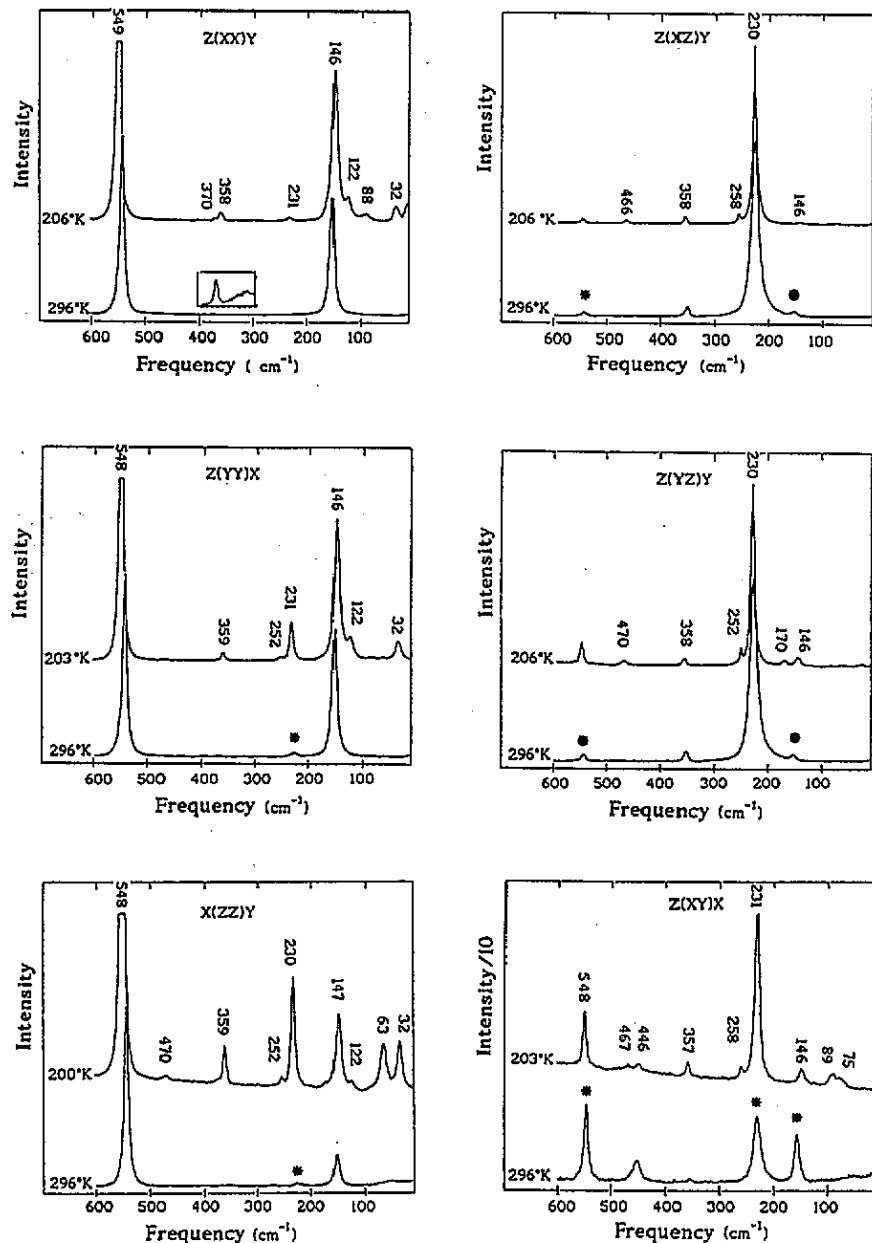 549
Z(XX)Y
146
370
358
231
122
88
32
Intensity
206°K
296°K
600 500 400 300 200 100
Frequency ( cm⁻¹
230
Z(XZ)Y
466
358
258
146
Intensity
206 °K
*
●
296°K
600 500 400 300 200 100
Frequency (cm⁻¹)
548
Z(YY)X
146
359
252
231
122
32
Intensity
203°K
*
296°K
600 500 400 300 200 100
Frequency (cm⁻¹)
230
Z(YZ)Y
470
358
252
170
146
Intensity
206°K
●
●
296°K
600 500 400 300 200 100
Frequency (cm⁻¹)
548
X(ZZ)Y
470
359
252
230
147
122
63
32
Intensity
200°K
*
296°K
600 500 400 300 200 100
Frequency (cm⁻¹)
231
Z(XY)X
548
467
446
357
258
146
89
75
Intensity/10
203°K
*
*
*
296°K
600 500 400 300 200 100
Frequency (cm⁻¹)